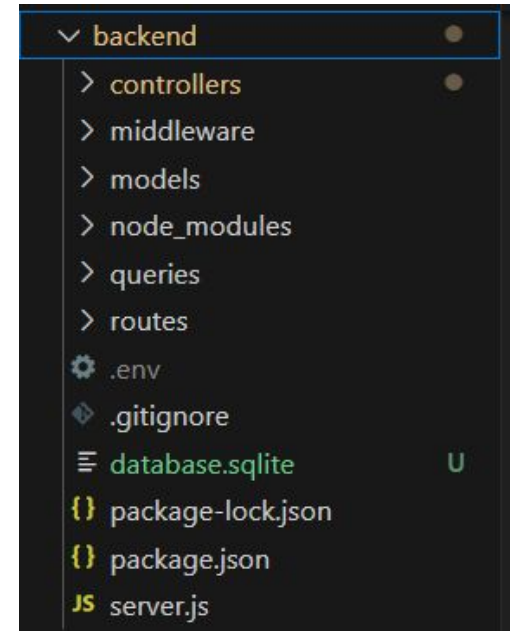 backend
controllers
middleware
models
node_modules
queries
routes
.env
.gitignore
database.sqlite U
{} package-lock.json
{} package.json
JS server.js